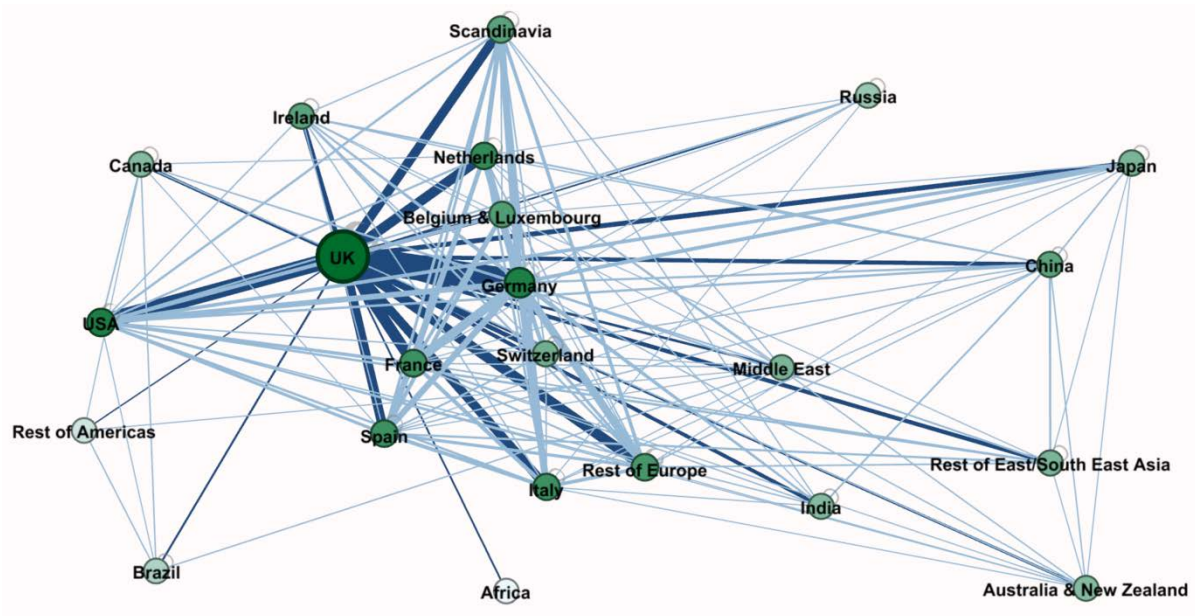 Scandinavia
Russia
Ireland
Netherlands
Canada
Japan
Belgium & Luxembourg
UK
China
Germany
USA
Switzerland
France
Middle East
Rest of Americas
Spain
Rest of Europe
Rest of East/South East Asia
Italy
India
Brazil
Africa
Australia & New Zealand